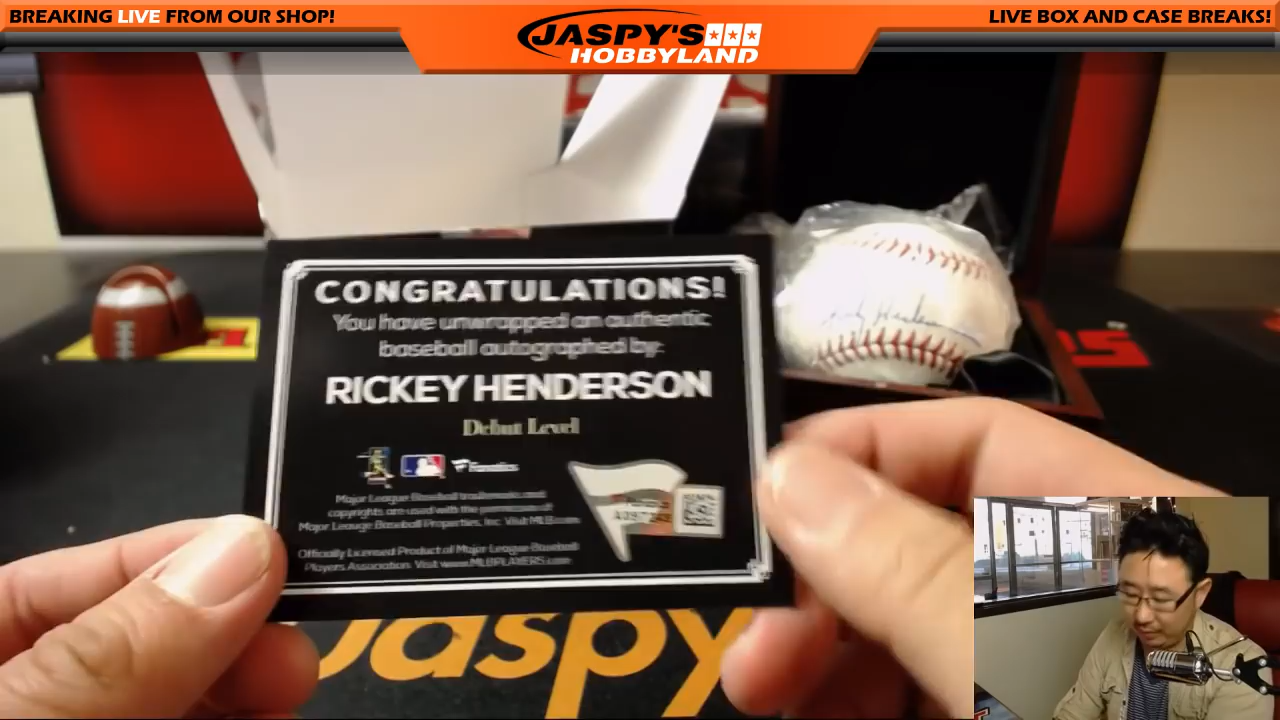 BREAKING LIVE FROM OUR SHOP!
JASPY'S
HOBBYLAND
LIVE BOX AND CASE BREAKS!
CONGRATULATIONS!
You have unwrapped an authentic
baseball autographed by:
RICKEY HENDERSON
Debut Level
Fanatics
Major League Baseball trademarks and
copyrights are used with the permission of
Major Leauge Baseball Properties, Inc. Visit MLB.com
Officially Licensed Product of Major League Baseball
Players Association. Visit www.MLBPLAYERS.com
Jaspy